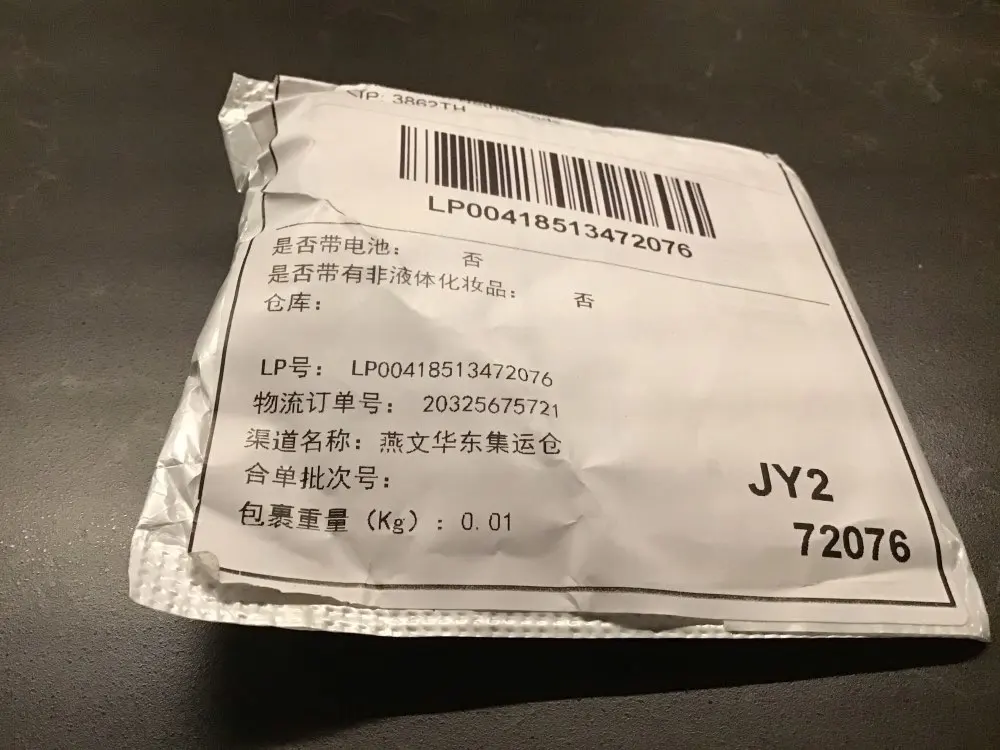 3862TH
LP00418513472076
是否带电池： 否
是否带有非液体化妆品： 否
仓库：
LP号： LP00418513472076
物流订单号： 20325675721
渠道名称：燕文华东集运仓
合单批次号：
包裹重量（Kg）：0.01
JY2
72076